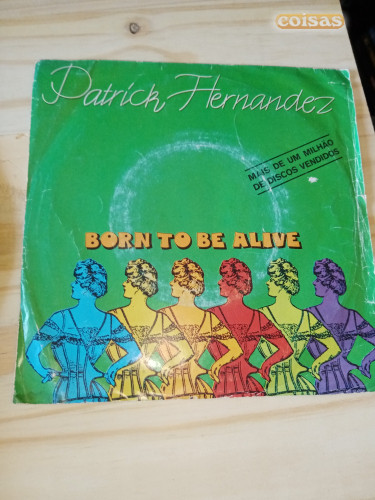 coisas
Patrick Hernandez
MAIS DE UM MILHÃO
DE DISCOS VENDIDOS
BORN TO BE ALIVE